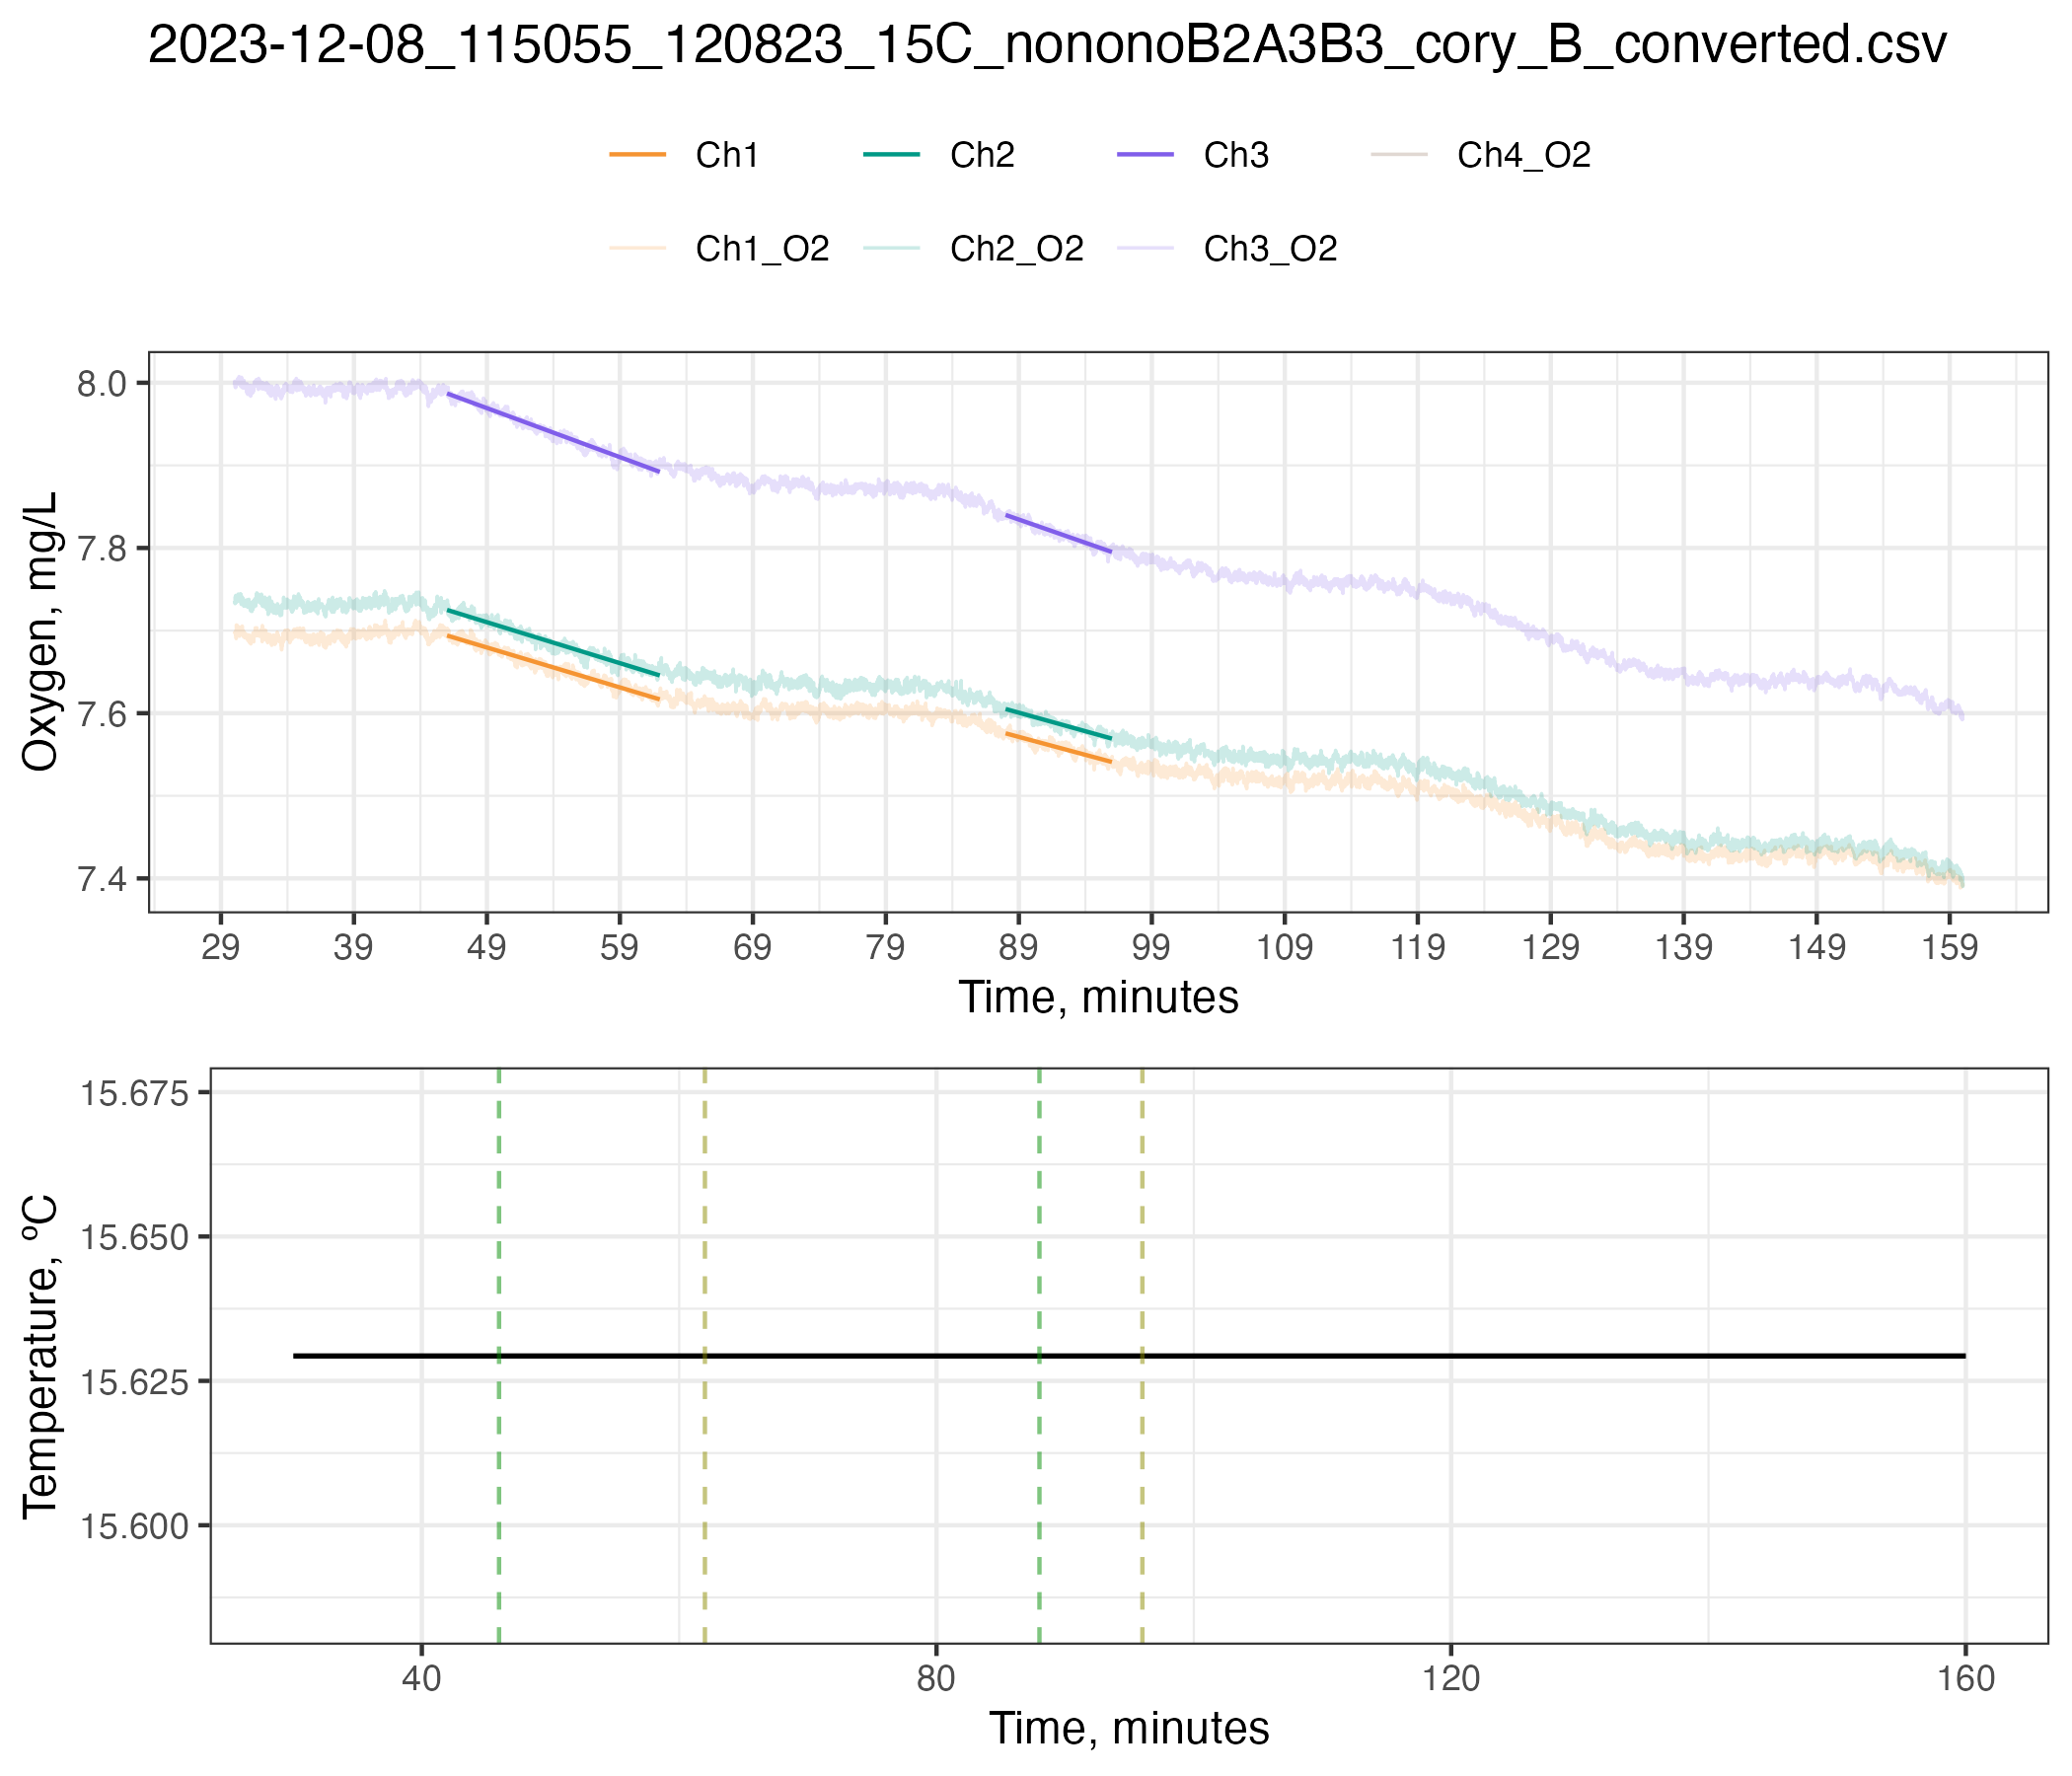 2023-12-08_115055_120823_15C_nononoB2A3B3_cory_B_converted.csv
Ch1 Ch2 Ch3 Ch4_O2
Ch1_O2 Ch2_O2 Ch3_O2
Oxygen, mg/L
8.0
7.8
7.6
7.4
29 39 49 59 69 79 89 99 109 119 129 139 149 159
Time, minutes
Temperature, ºC
15.675
15.650
15.625
15.600
40 80 120 160
Time, minutes